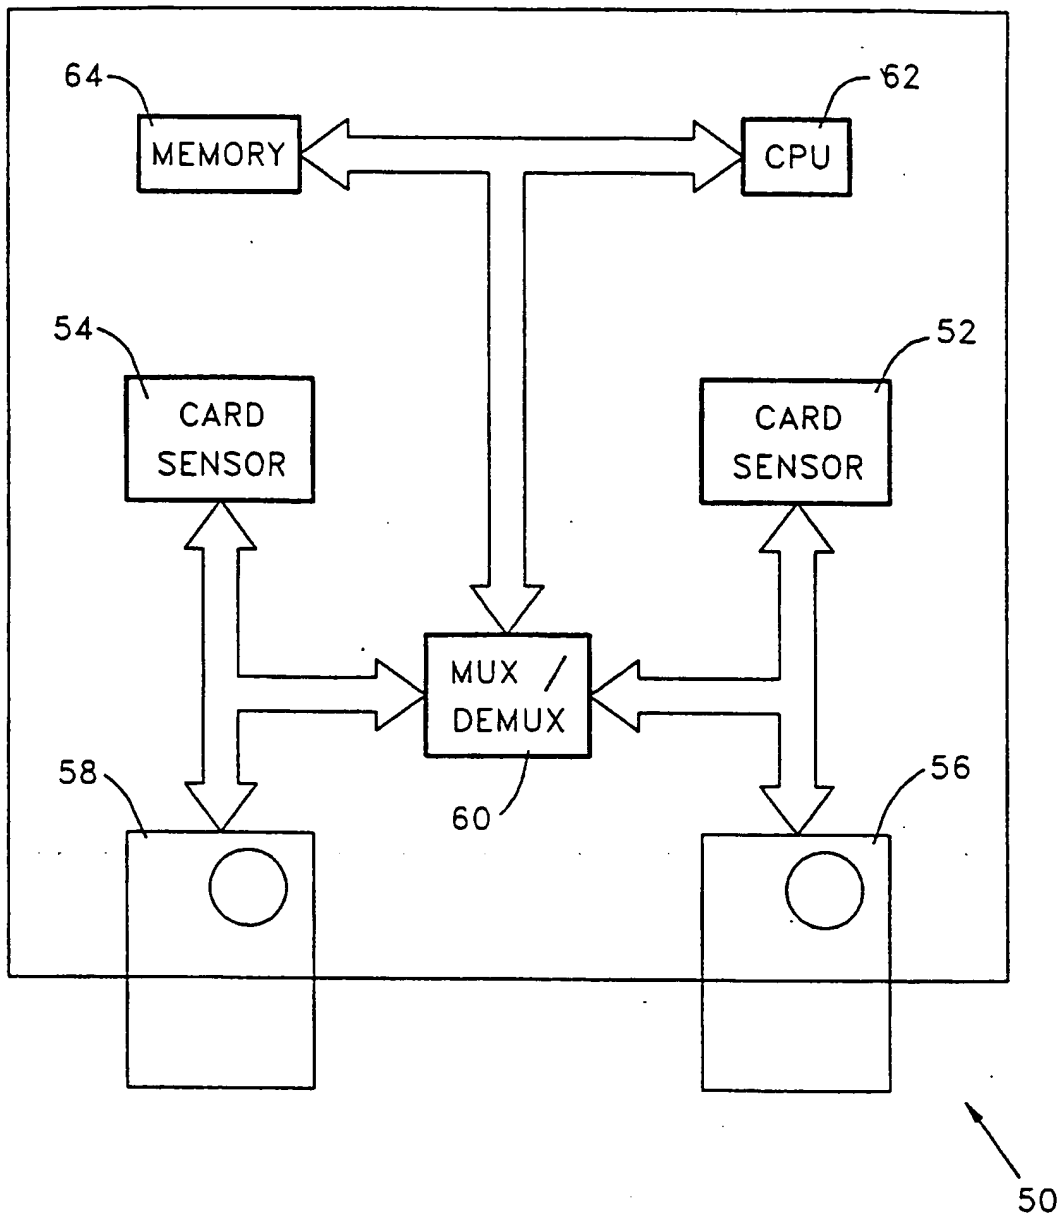 64
62
MEMORY
CPU
54
52
CARD
SENSOR
CARD
SENSOR
MUX /
DEMUX
58
56
60
50